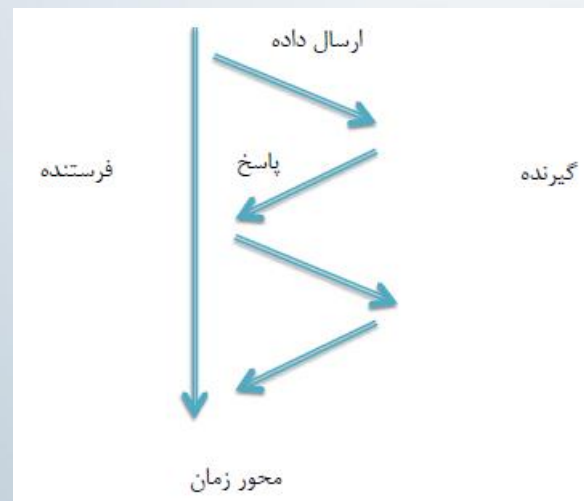 ارسال داده
پاسخ
فرستنده
گیرنده
محور زمان